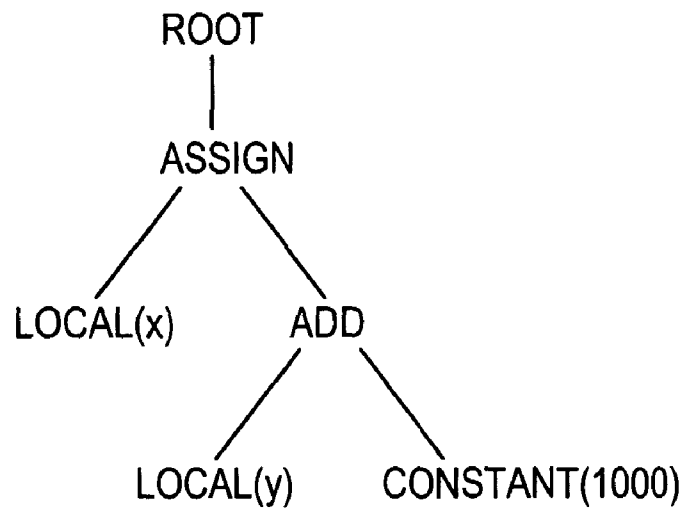 ROOT
ASSIGN
LOCAL(x) ADD
LOCAL(y) CONSTANT(1000)